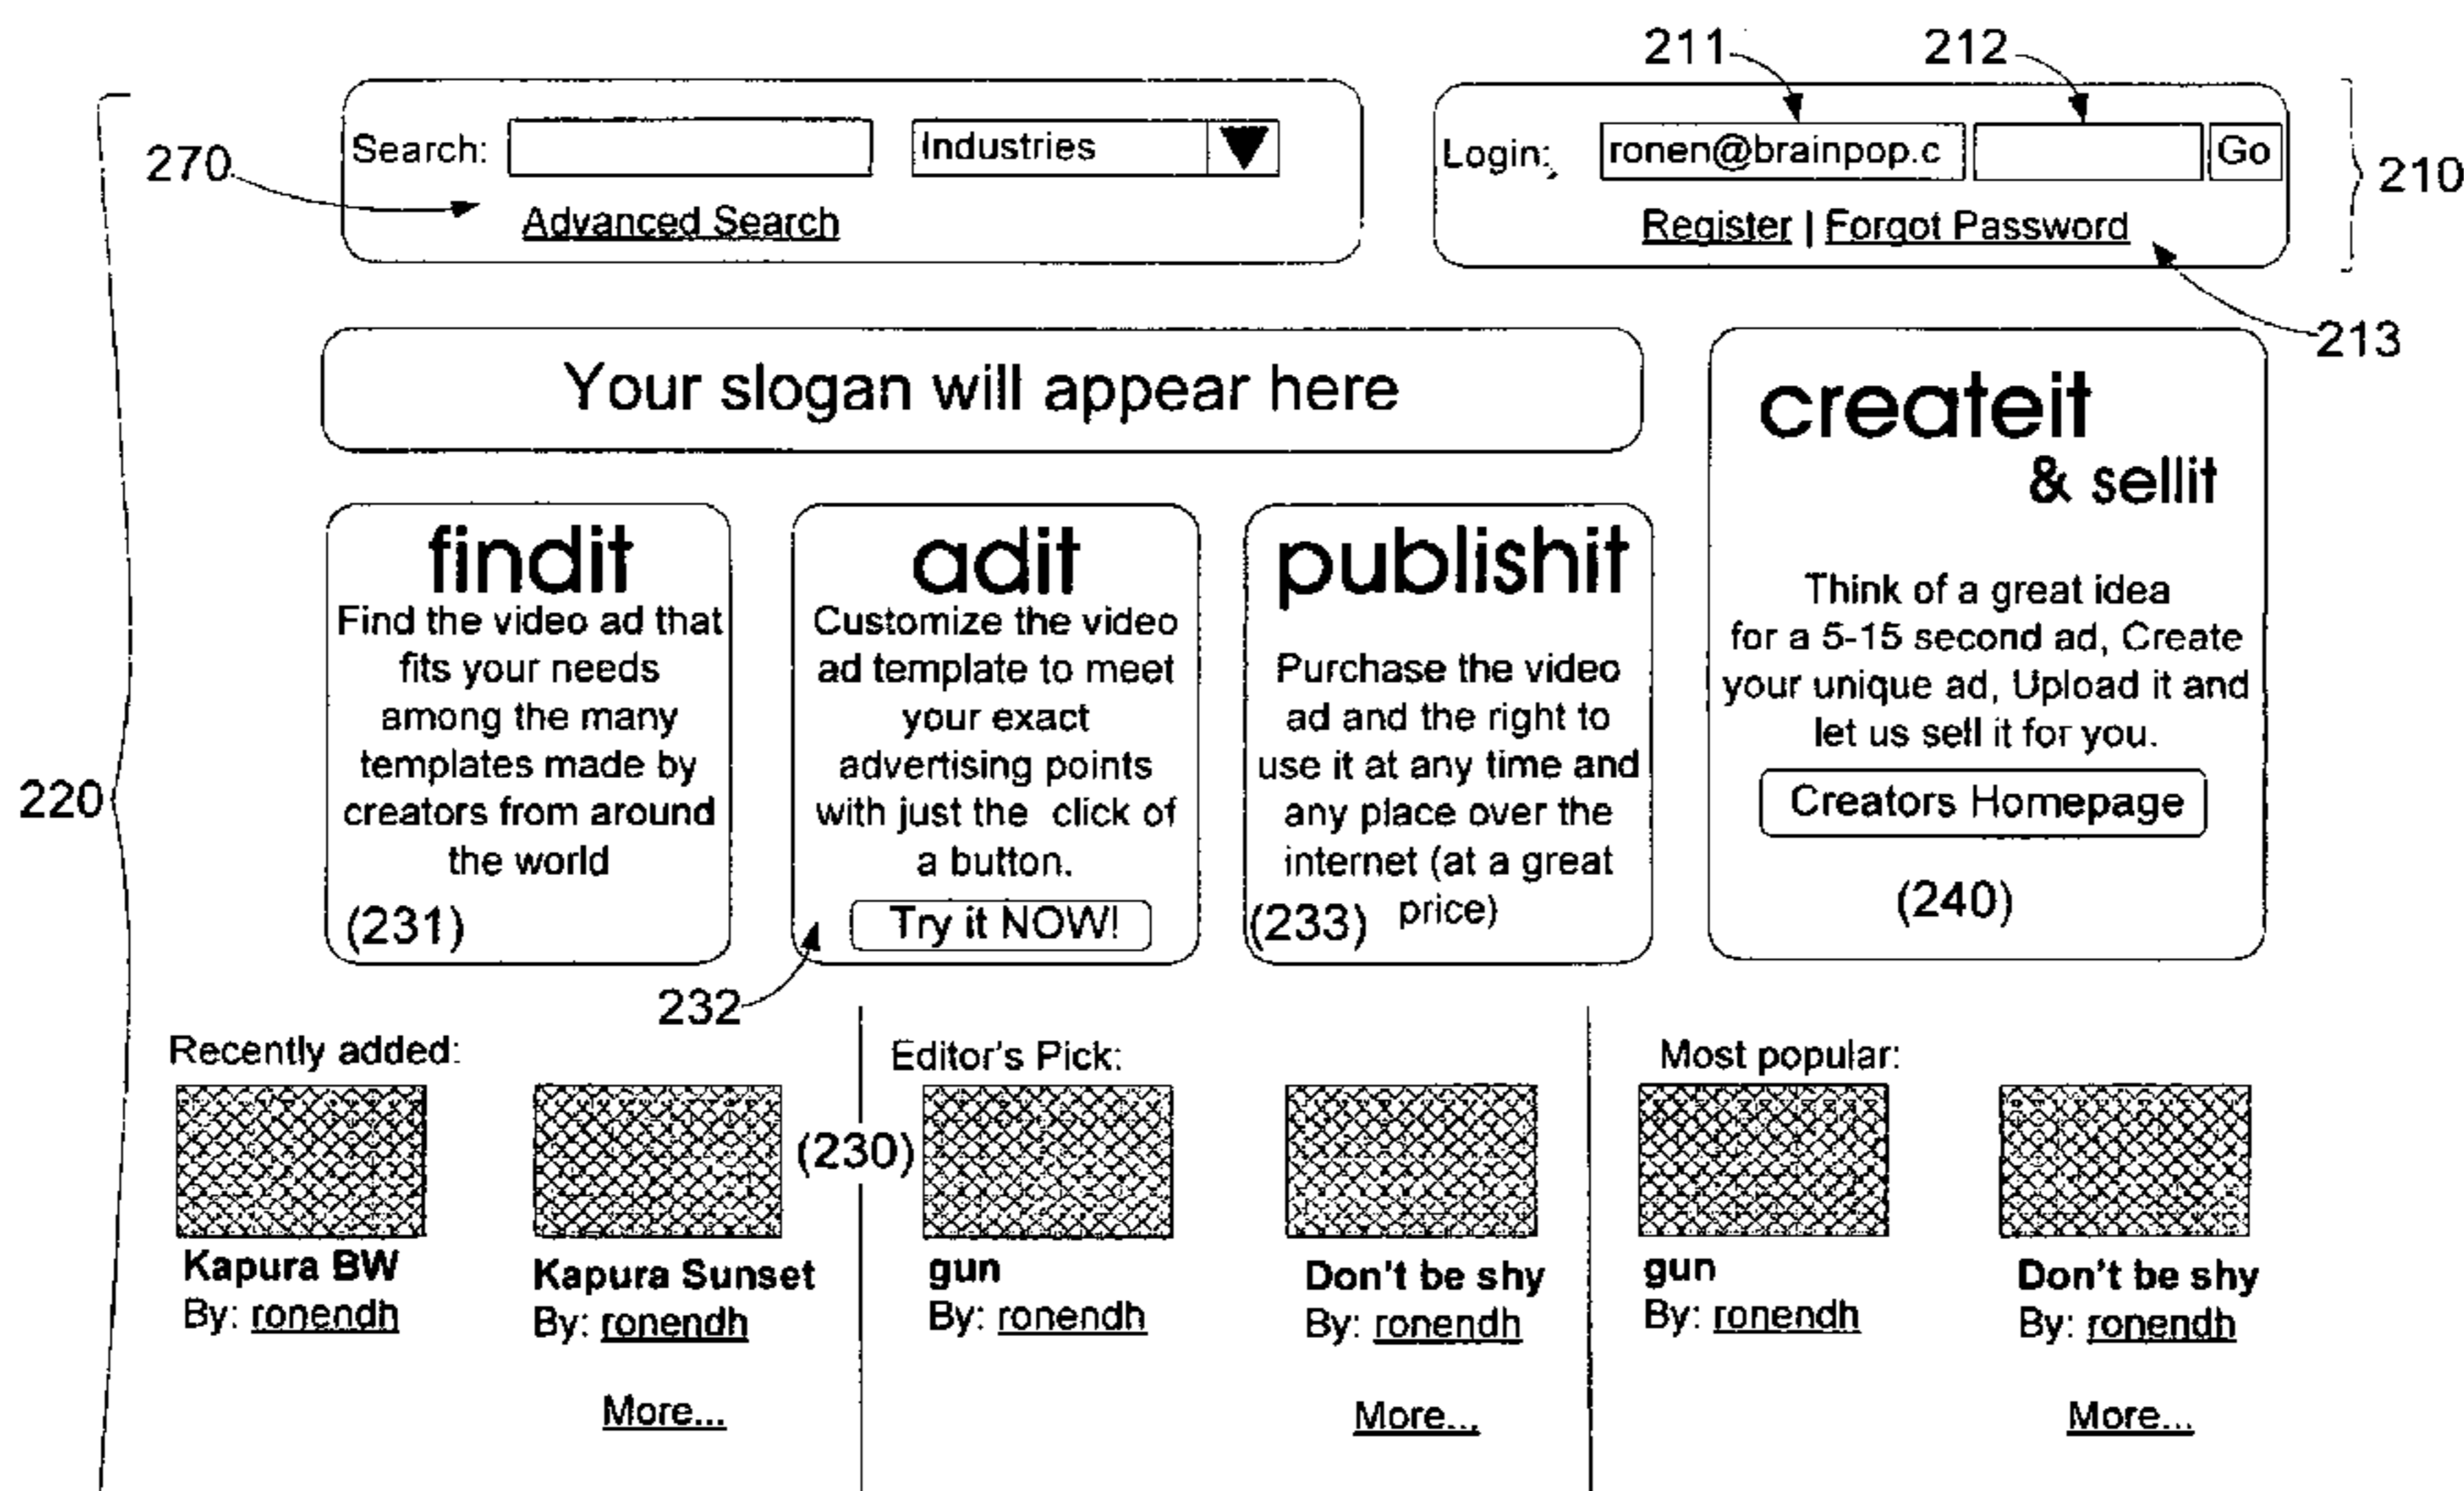 211 212
Search: Industries
Login: ronen@brainpop.c Go
270
210
Advanced Search
Register | Forgot Password
213
Your slogan will appear here
createit
& sellit
Think of a great idea
for a 5-15 second ad, Create
your unique ad, Upload it and
let us sell it for you.
Creators Homepage
(240)
findit
Find the video ad that
fits your needs
among the many
templates made by
creators from around
the world
(231)
adit
Customize the video
ad template to meet
your exact
advertising points
with just the click of
a button.
Try it NOW!
232
publishit
Purchase the video
ad and the right to
use it at any time and
any place over the
internet (at a great
price)
(233)
220
Recently added:
Kapura BW
By: ronendh
Kapura Sunset
By: ronendh
More...
(230)
Editor's Pick:
gun
By: ronendh
Don't be shy
By: ronendh
More...
Most popular:
gun
By: ronendh
Don't be shy
By: ronendh
More...